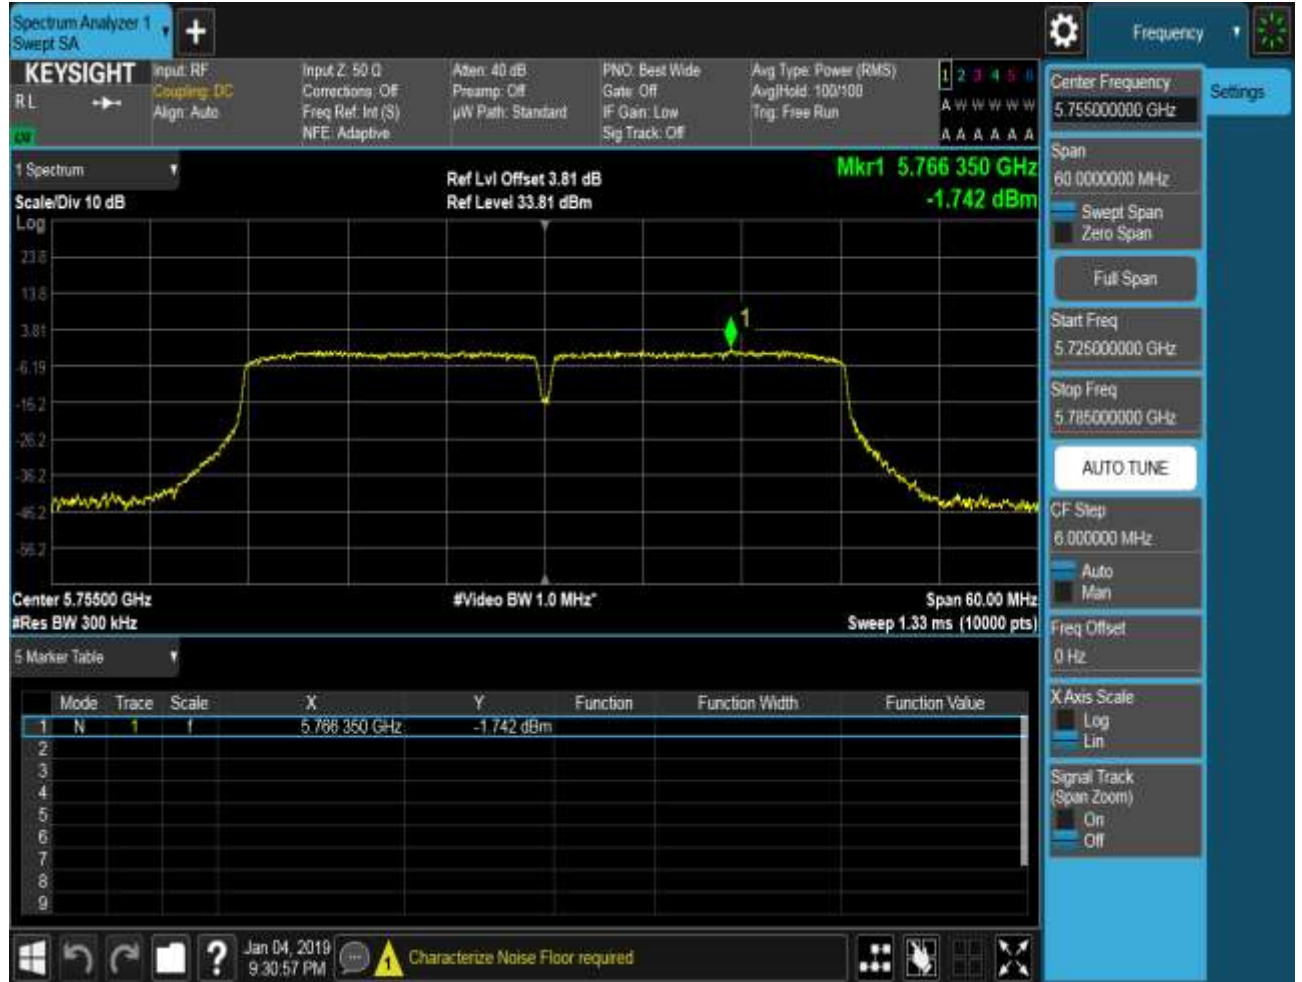 Spectrum Analyzer 1
Swept SA
+
Frequency
KEYSIGHT
R L
Input: RF
Coupling: DC
Align: Auto
Input Z: 50 Ω
Corrections: Off
Freq Ref: Int (S)
NFE: Adaptive
Atten: 40 dB
Preamp: Off
µW Path: Standard
PNO: Best Wide
Gate: Off
IF Gain: Low
Sig Track: Off
Avg Type: Power (RMS)
Avg|Hold: 100/100
Trig: Free Run
1 2 3 4 5 6
A W W W W W
A A A A A A
1 Spectrum
Scale/Div 10 dB
Log
Ref Lvl Offset 3.81 dB
Ref Level 33.81 dBm
Mkr1 5.766 350 GHz
-1.742 dBm
23.8
13.8
3.81
-6.19
-16.2
-26.2
-36.2
-46.2
-56.2
1
Center 5.75500 GHz
#Res BW 300 kHz
#Video BW 1.0 MHz*
Span 60.00 MHz
Sweep 1.33 ms (10000 pts)
5 Marker Table
Mode Trace Scale X Y Function Function Width Function Value
1 N 1 f 5.766 350 GHz -1.742 dBm
2
3
4
5
6
7
8
9
Center Frequency
5.755000000 GHz
Settings
Span
60.0000000 MHz
Swept Span
Zero Span
Full Span
Start Freq
5.725000000 GHz
Stop Freq
5.785000000 GHz
AUTO TUNE
CF Step
6.000000 MHz
Auto
Man
Freq Offset
0 Hz
X Axis Scale
Log
Lin
Signal Track
(Span Zoom)
On
Off
?
Jan 04, 2019
9:30:57 PM
1
Characterize Noise Floor required